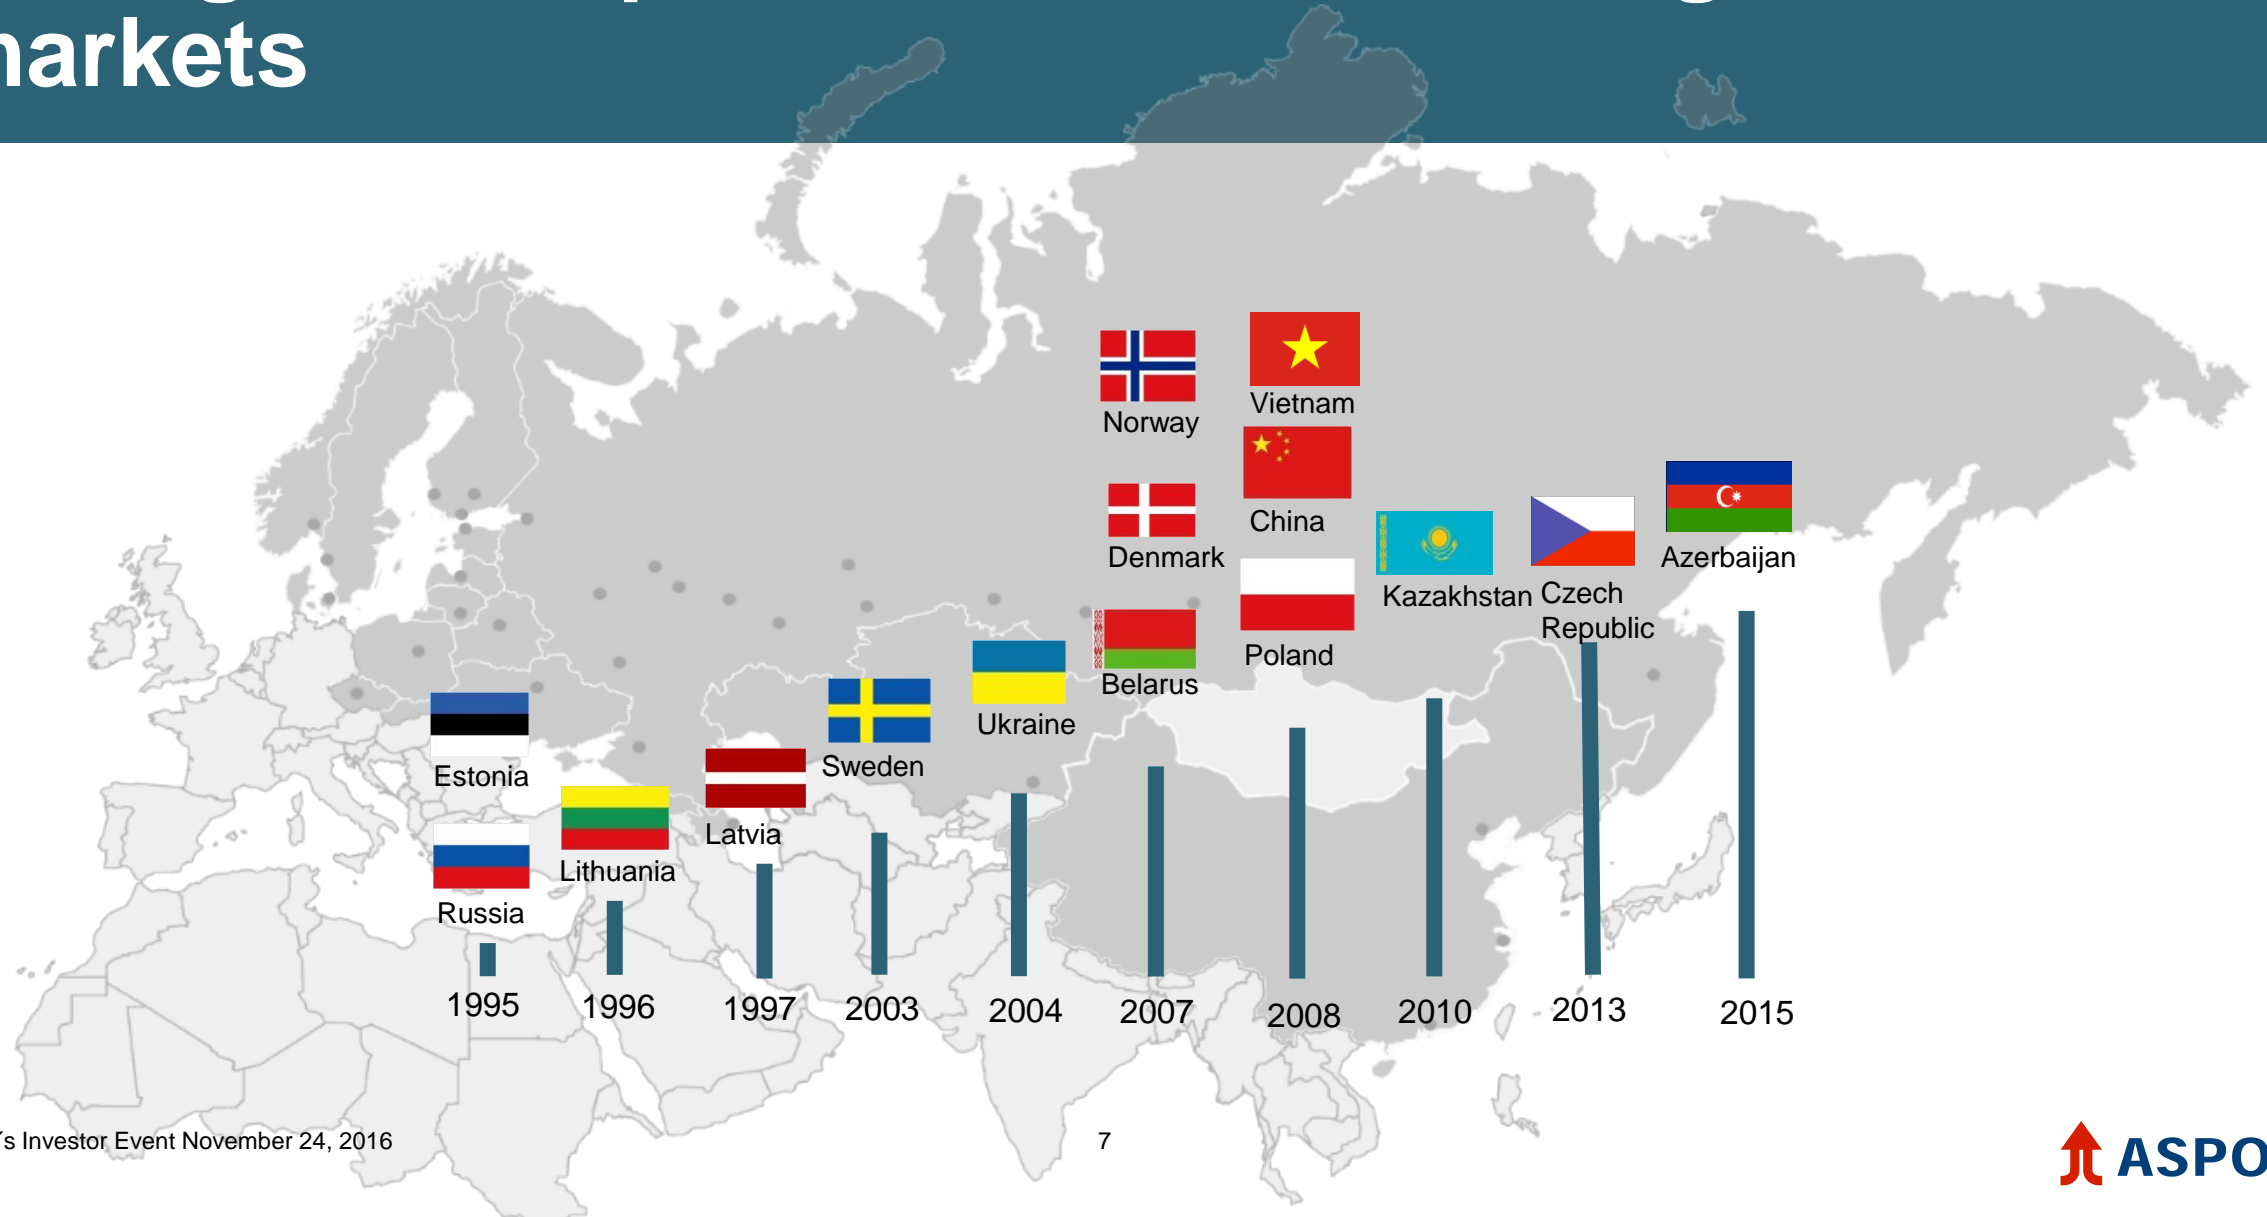 markets
Norway
Vietnam
Denmark
China
Belarus
Poland
Kazakhstan
Czech
Republic
Azerbaijan
Estonia
Russia
Lithuania
Latvia
Sweden
Ukraine
1995
1996
1997
2003
2004
2007
2008
2010
2013
2015
´s Investor Event November 24, 2016
7
ASPO